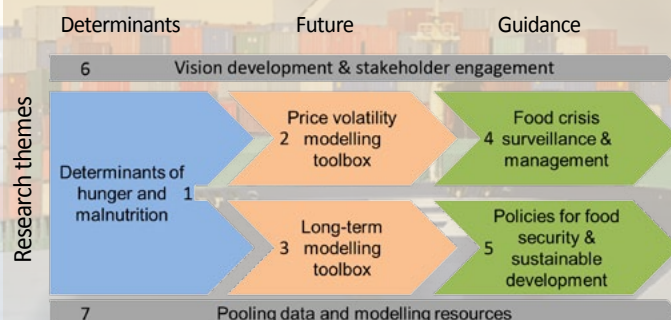 Determinants Future Guidance
6 Vision development & stakeholder engagement
Research themes
Determinants of
hunger and 1
malnutrition
Price volatility
2 modelling
toolbox
Food crisis
4 surveillance &
management
Long-term
3 modelling
toolbox
Policies for food
5 security &
sustainable
development
7 Pooling data and modelling resources